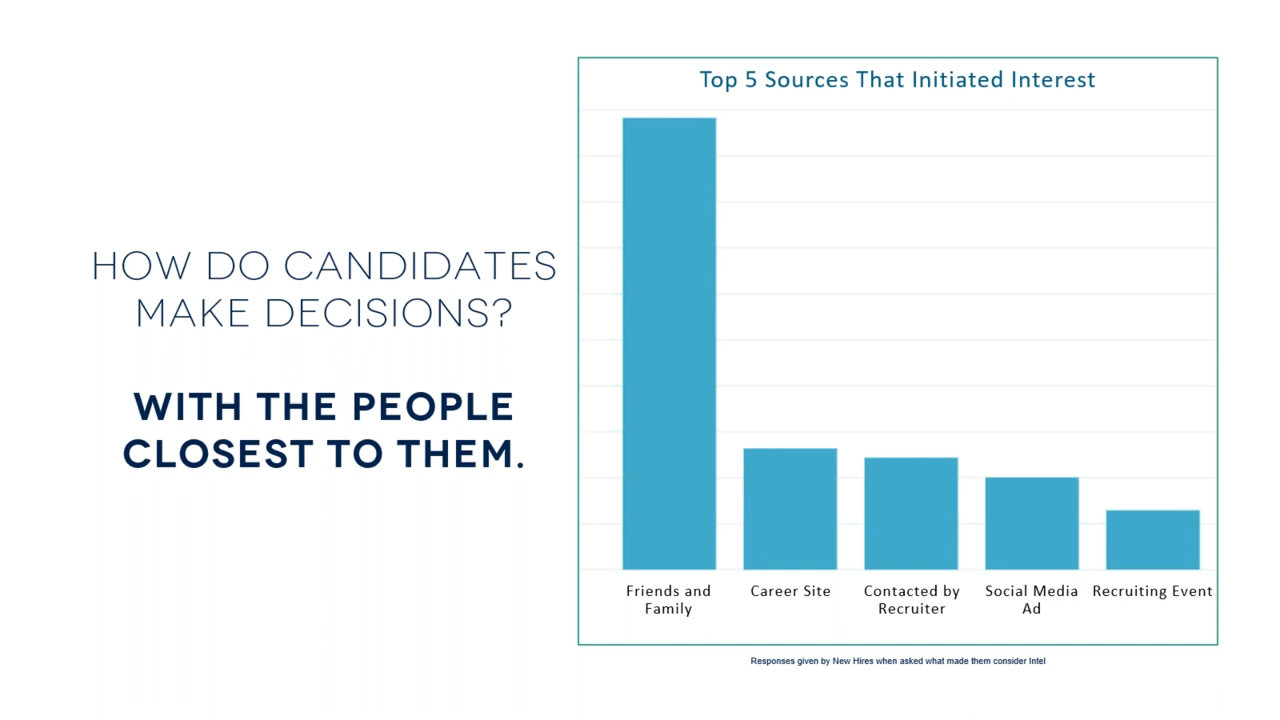 HOW DO CANDIDATES
MAKE DECISIONS?
WITH THE PEOPLE
CLOSEST TO THEM.
Top 5 Sources That Initiated Interest
Friends and
Family
Career Site
Contacted by
Recruiter
Social Media
Ad
Recruiting Event
Responses given by New Hires when asked what made them consider Intel